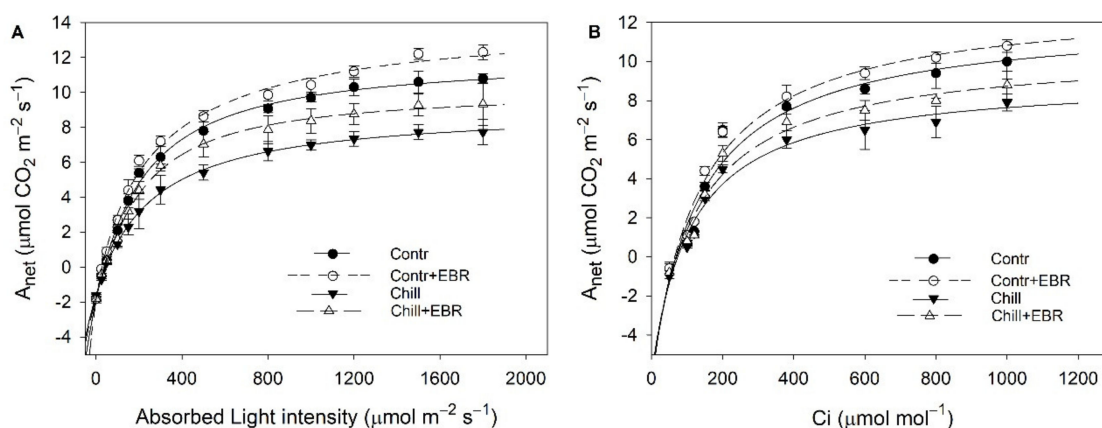 A
14
12
10
8
6
4
2
0
-2
-4
A_net (μmol CO₂ m⁻² s⁻¹)
0 400 800 1200 1600 2000
Absorbed Light intensity (μmol m⁻² s⁻¹)
Contr
Contr+EBR
Chill
Chill+EBR
B
12
10
8
6
4
2
0
-2
-4
A_net (μmol CO₂ m⁻² s⁻¹)
0 200 400 600 800 1000 1200
Ci (μmol mol⁻¹)
Contr
Contr+EBR
Chill
Chill+EBR